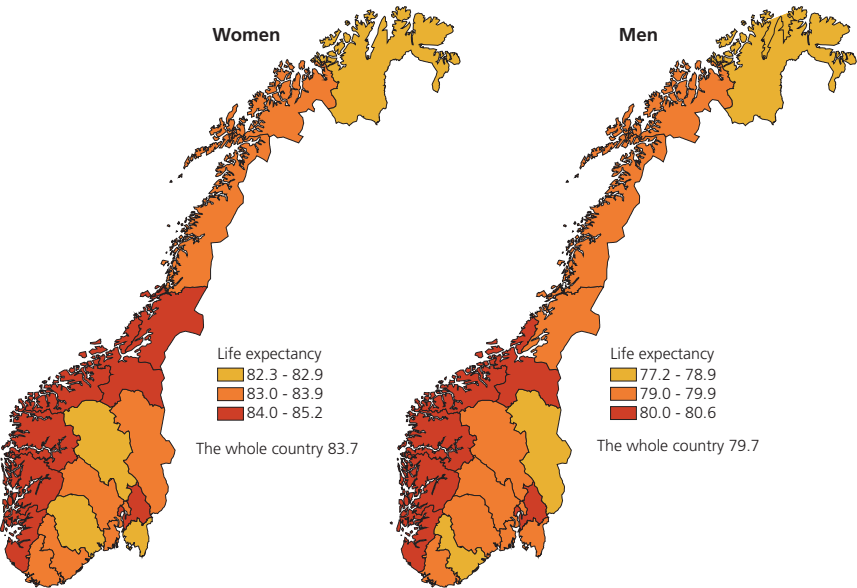 Women
Men
Life expectancy
82.3 - 82.9
83.0 - 83.9
84.0 - 85.2
The whole country 83.7
Life expectancy
77.2 - 78.9
79.0 - 79.9
80.0 - 80.6
The whole country 79.7